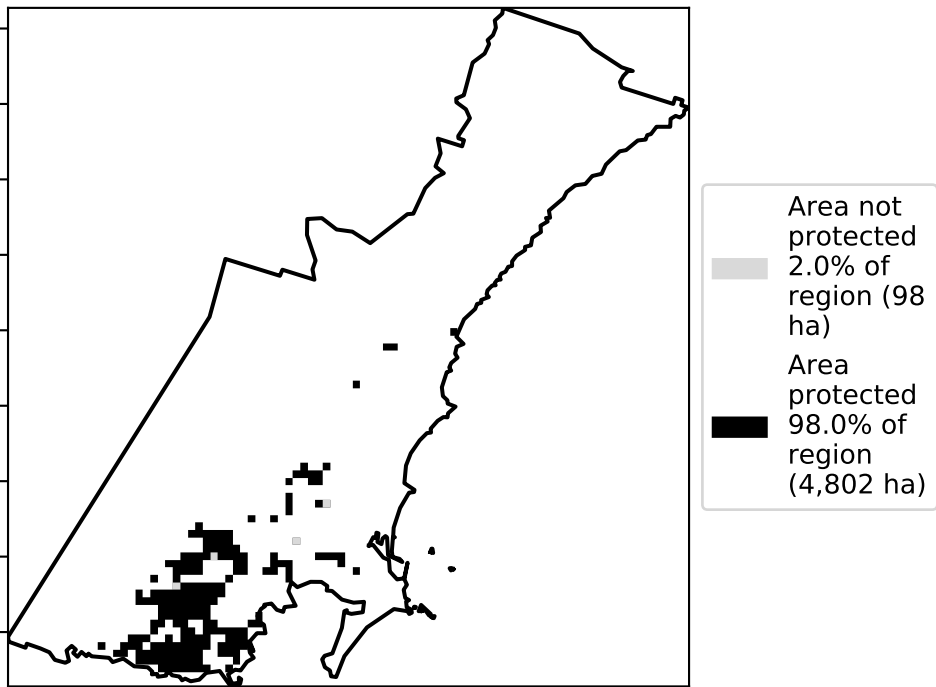 Area not
protected
2.0% of
region (98
ha)
Area
protected
98.0% of
region
(4,802 ha)